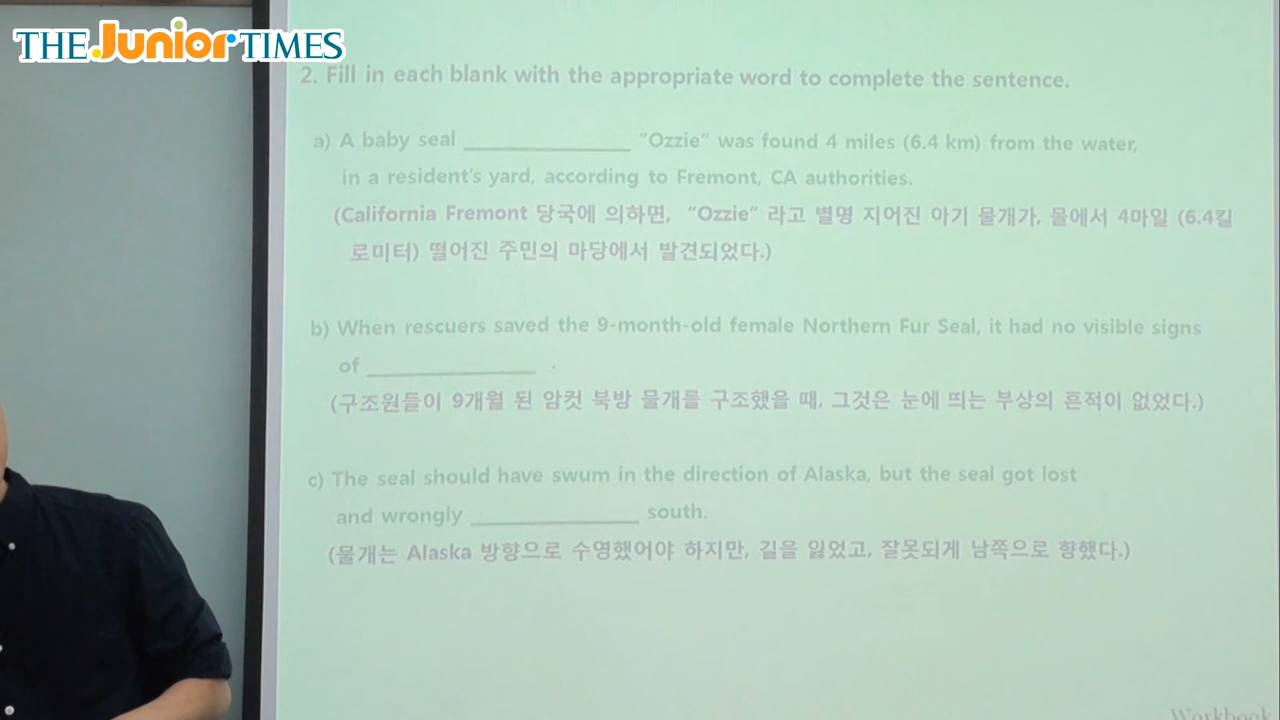 THE Junior TIMES
2. Fill in each blank with the appropriate word to complete the sentence.
a) A baby seal ______________ “Ozzie” was found 4 miles (6.4 km) from the water,
in a resident's yard, according to Fremont, CA authorities.
(California Fremont 당국에 의하면, “Ozzie” 라고 별명 지어진 아기 물개가, 물에서 4마일 (6.4킬
로미터) 떨어진 주민의 마당에서 발견되었다.)
b) When rescuers saved the 9-month-old female Northern Fur Seal, it had no visible signs
of ______________ .
(구조원들이 9개월 된 암컷 북방 물개를 구조했을 때, 그것은 눈에 띄는 부상의 흔적이 없었다.)
c) The seal should have swum in the direction of Alaska, but the seal got lost
and wrongly ______________ south.
(물개는 Alaska 방향으로 수영했어야 하지만, 길을 잃었고, 잘못되게 남쪽으로 향했다.)
Workbook